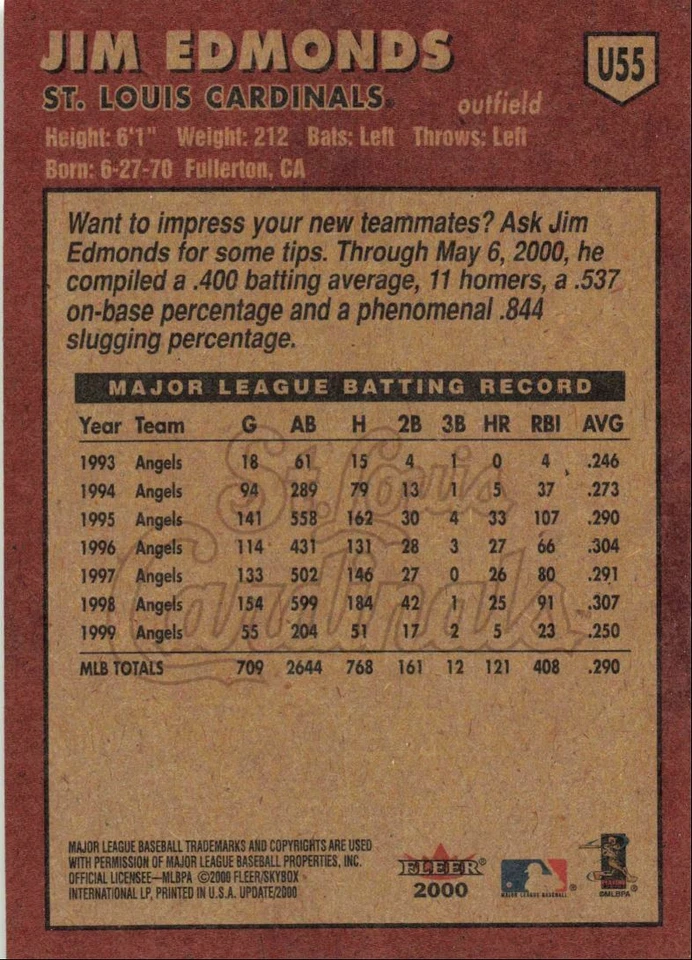 JIM EDMONDS
U55
ST. LOUIS CARDINALS®
outfield
Height: 6'1" Weight: 212 Bats: Left Throws: Left
Born: 6-27-70 Fullerton, CA
Want to impress your new teammates? Ask Jim
Edmonds for some tips. Through May 6, 2000, he
compiled a .400 batting average, 11 homers, a .537
on-base percentage and a phenomenal .844
slugging percentage.
MAJOR LEAGUE BATTING RECORD
Year Team G AB H 2B 3B HR RBI AVG
1993 Angels 18 61 15 4 1 0 4 .246
1994 Angels 94 289 79 13 1 5 37 .273
1995 Angels 141 558 162 30 4 33 107 .290
1996 Angels 114 431 131 28 3 27 66 .304
1997 Angels 133 502 146 27 0 26 80 .291
1998 Angels 154 599 184 42 1 25 91 .307
1999 Angels 55 204 51 17 2 5 23 .250
MLB TOTALS 709 2644 768 161 12 121 408 .290
St. Louis
Cardinals
MAJOR LEAGUE BASEBALL TRADEMARKS AND COPYRIGHTS ARE USED
WITH PERMISSION OF MAJOR LEAGUE BASEBALL PROPERTIES, INC.
OFFICIAL LICENSEE—MLBPA ©2000 FLEER/SKYBOX
INTERNATIONAL LP, PRINTED IN U.S.A. UPDATE/2000
FLEER®
2000
MAJOR LEAGUE BASEBALL
®
©MLBPA